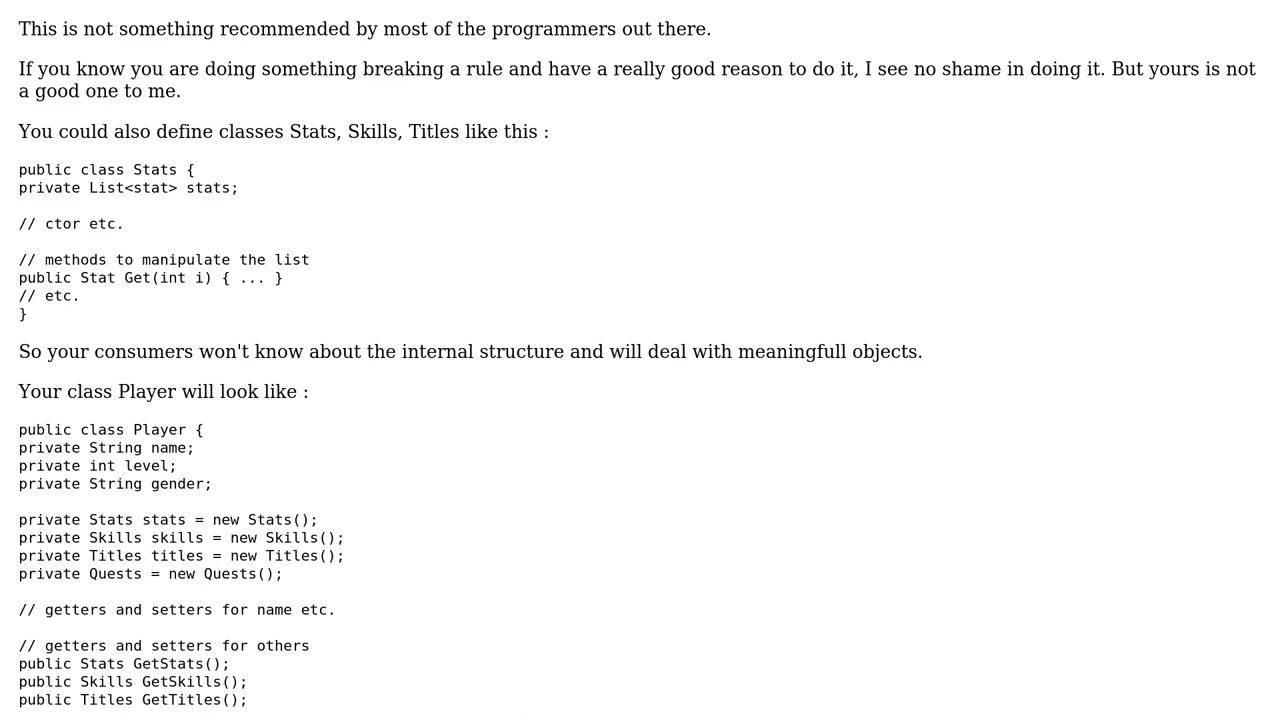 This is not something recommended by most of the programmers out there.
If you know you are doing something breaking a rule and have a really good reason to do it, I see no shame in doing it. But yours is not
a good one to me.
You could also define classes Stats, Skills, Titles like this :
public class Stats {
private List<stat> stats;
// ctor etc.
// methods to manipulate the list
public Stat Get(int i) { ... }
// etc.
}
So your consumers won't know about the internal structure and will deal with meaningfull objects.
Your class Player will look like :
public class Player {
private String name;
private int level;
private String gender;
private Stats stats = new Stats();
private Skills skills = new Skills();
private Titles titles = new Titles();
private Quests = new Quests();
// getters and setters for name etc.
// getters and setters for others
public Stats GetStats();
public Skills GetSkills();
public Titles GetTitles();